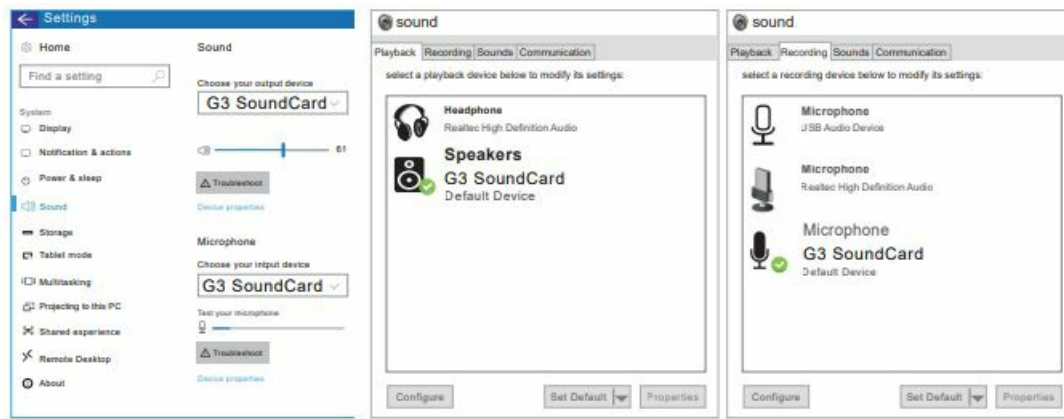 Settings
Home
Find a setting
System
Display
Notification & actions
Power & sleep
Sound
Storage
Tablet mode
Multitasking
Projecting to this PC
Shared experience
Remote Desktop
About
Sound
Choose your output device
G3 SoundCard
61
Troubleshoot
Device properties
Microphone
Choose your intput device
G3 SoundCard
Test your microphone
Troubleshoot
Device properties
sound
Playback Recording Sounds Communication
select a playback device below to modify its settings:
Headphone
Realtec High Definition Audio
Speakers
G3 SoundCard
Default Device
Configure Set Default Properties
sound
Playback Recording Sounds Communication
select a recording device below to modify its settings:
Microphone
USB Audio Device
Microphone
Realtec High Definition Audio
Microphone
G3 SoundCard
Default Device
Configure Set Default Properties